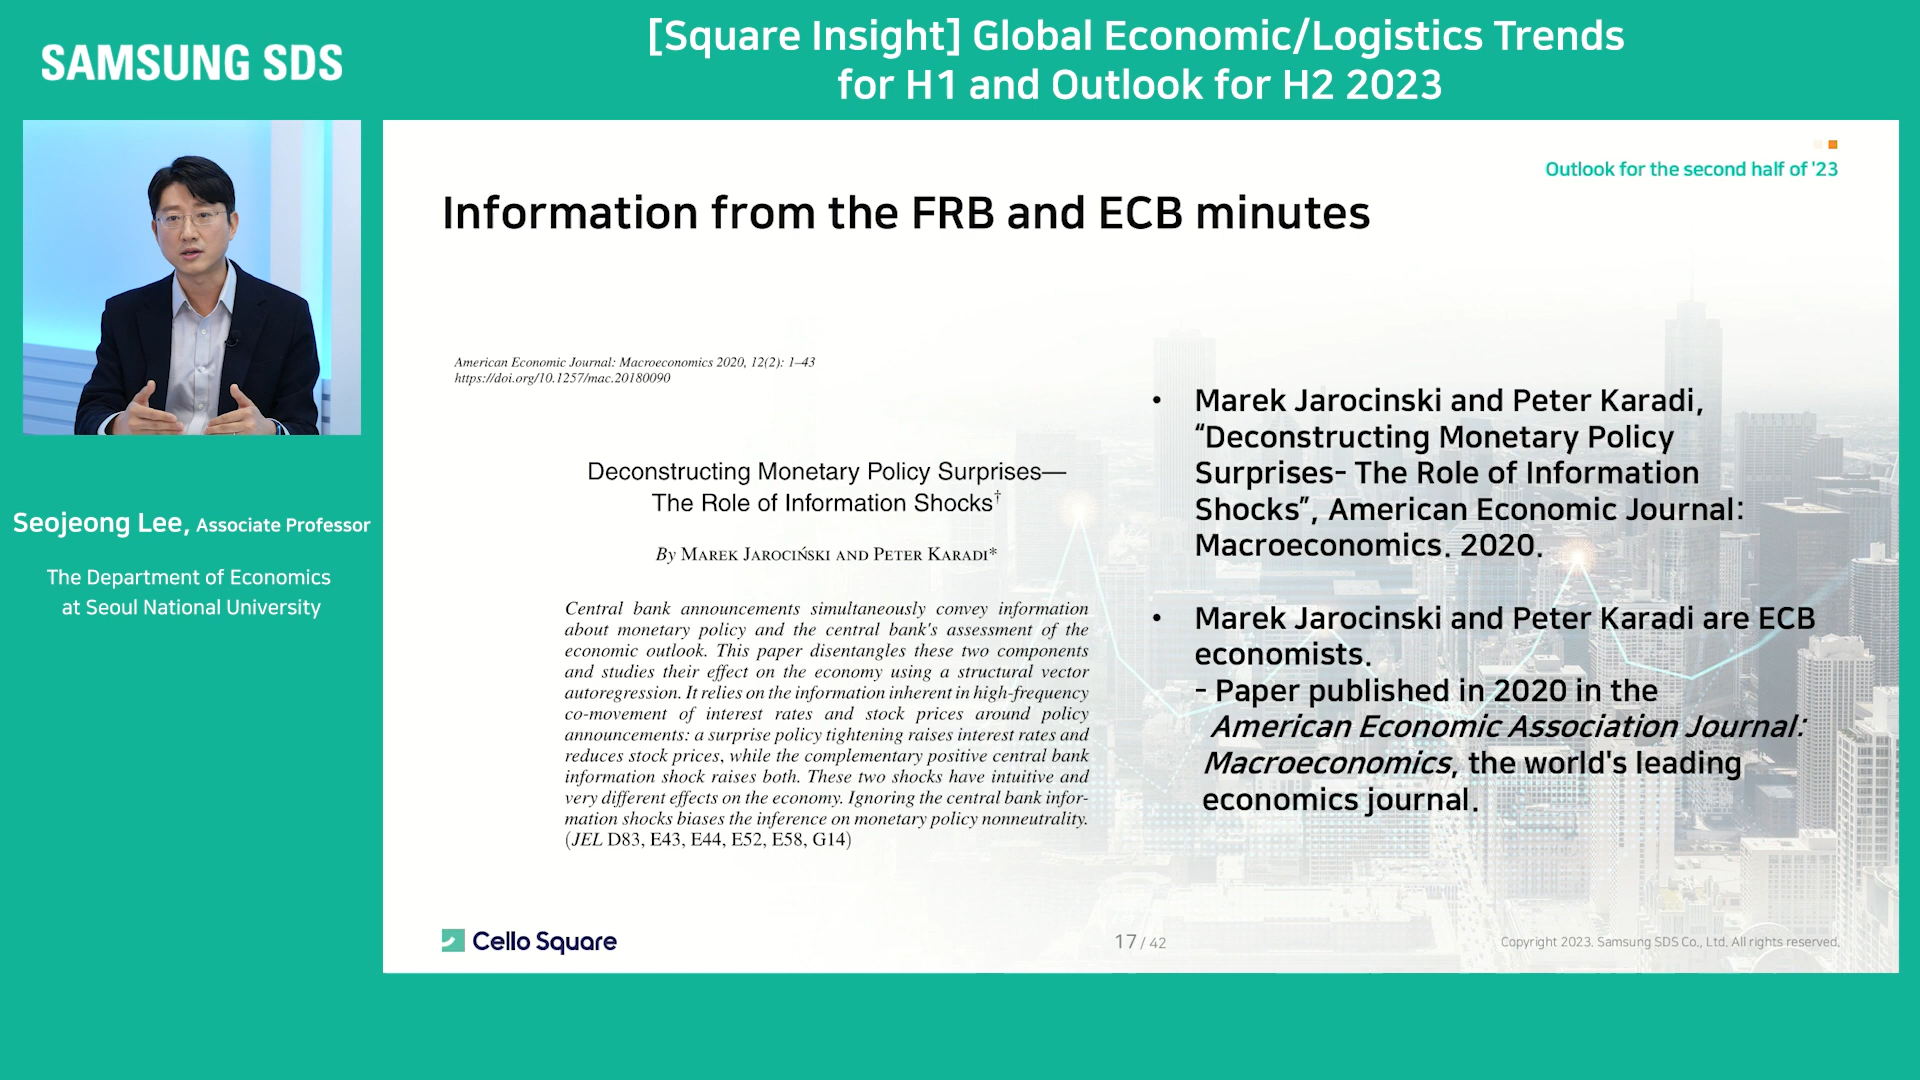 SAMSUNG SDS
[Square Insight] Global Economic/Logistics Trends
for H1 and Outlook for H2 2023
Seojeong Lee, Associate Professor
The Department of Economics
at Seoul National University
Outlook for the second half of '23
Information from the FRB and ECB minutes
American Economic Journal: Macroeconomics 2020, 12(2): 1–43
https://doi.org/10.1257/mac.20180090
Deconstructing Monetary Policy Surprises—
The Role of Information Shocks†
By Marek Jarociński and Peter Karadi*
Central bank announcements simultaneously convey information
about monetary policy and the central bank's assessment of the
economic outlook. This paper disentangles these two components
and studies their effect on the economy using a structural vector
autoregression. It relies on the information inherent in high-frequency
co-movement of interest rates and stock prices around policy
announcements: a surprise policy tightening raises interest rates and
reduces stock prices, while the complementary positive central bank
information shock raises both. These two shocks have intuitive and
very different effects on the economy. Ignoring the central bank infor-
mation shocks biases the inference on monetary policy nonneutrality.
(JEL D83, E43, E44, E52, E58, G14)
• Marek Jarocinski and Peter Karadi,
“Deconstructing Monetary Policy
Surprises- The Role of Information
Shocks”, American Economic Journal:
Macroeconomics. 2020.
• Marek Jarocinski and Peter Karadi are ECB
economists.
- Paper published in 2020 in the
American Economic Association Journal:
Macroeconomics, the world's leading
economics journal.
Cello Square
17 / 42
Copyright 2023. Samsung SDS Co., Ltd. All rights reserved.